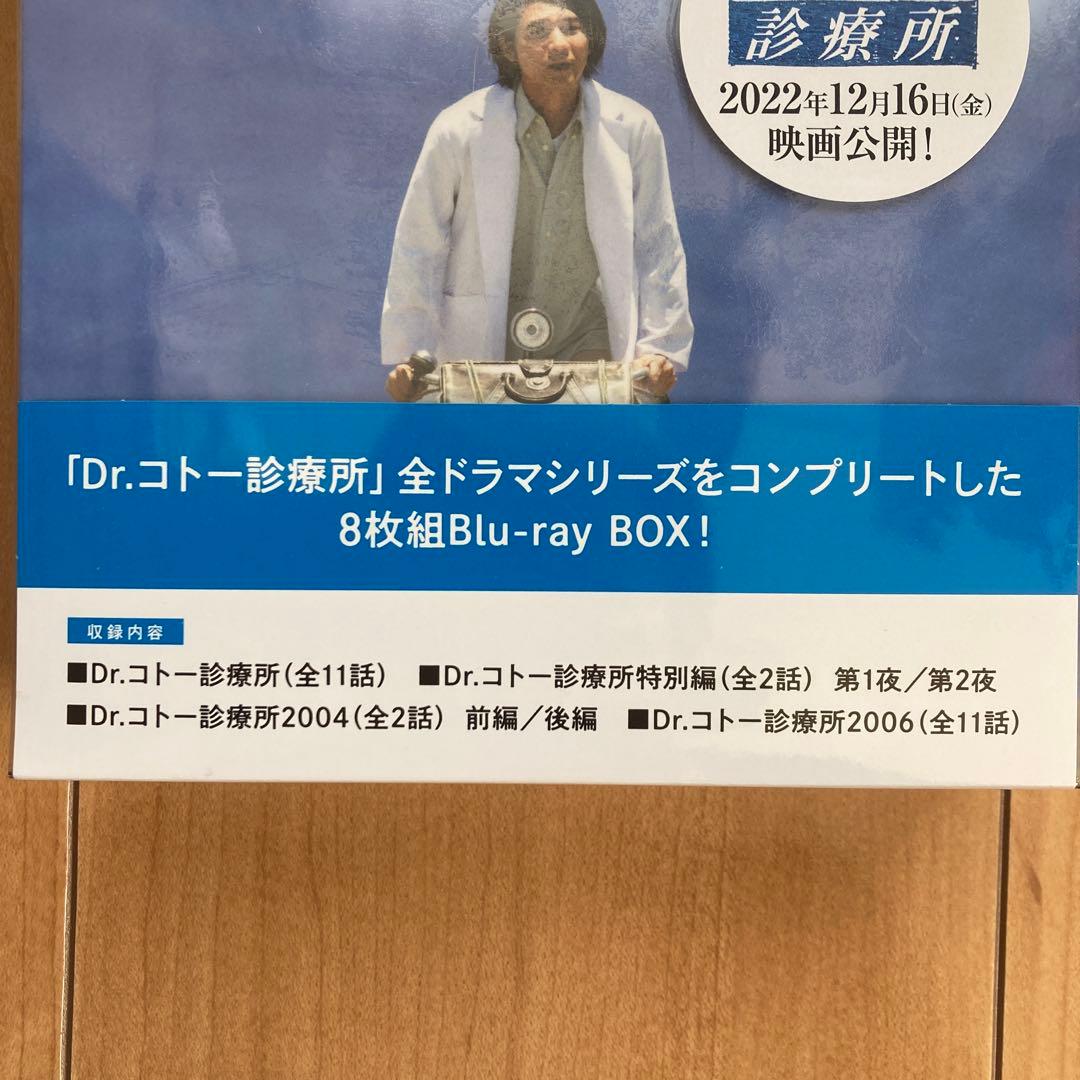 診療所
2022年12月16日(金)
映画公開!
「Dr.コトー診療所」全ドラマシリーズをコンプリートした
8枚組Blu-ray BOX!
収録内容
■Dr.コトー診療所(全11話) ■Dr.コトー診療所特別編(全2話) 第1夜/第2夜
■Dr.コトー診療所2004(全2話) 前編/後編 ■Dr.コトー診療所2006(全11話)